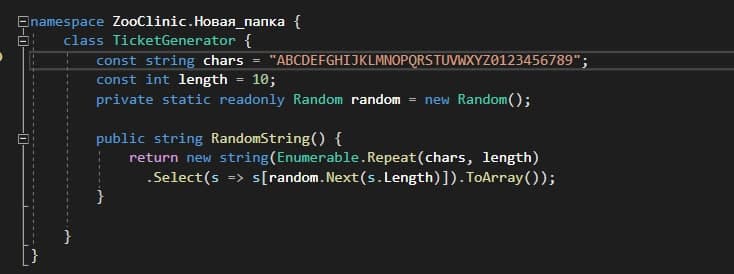 namespace ZooClinic.Новая_папка {
class TicketGenerator {
const string chars = "ABCDEFGHIJKLMNOPQRSTUVWXYZ0123456789";
const int length = 10;
private static readonly Random random = new Random();
public string RandomString() {
return new string(Enumerable.Repeat(chars, length)
.Select(s => s[random.Next(s.Length)]).ToArray());
}
}
}